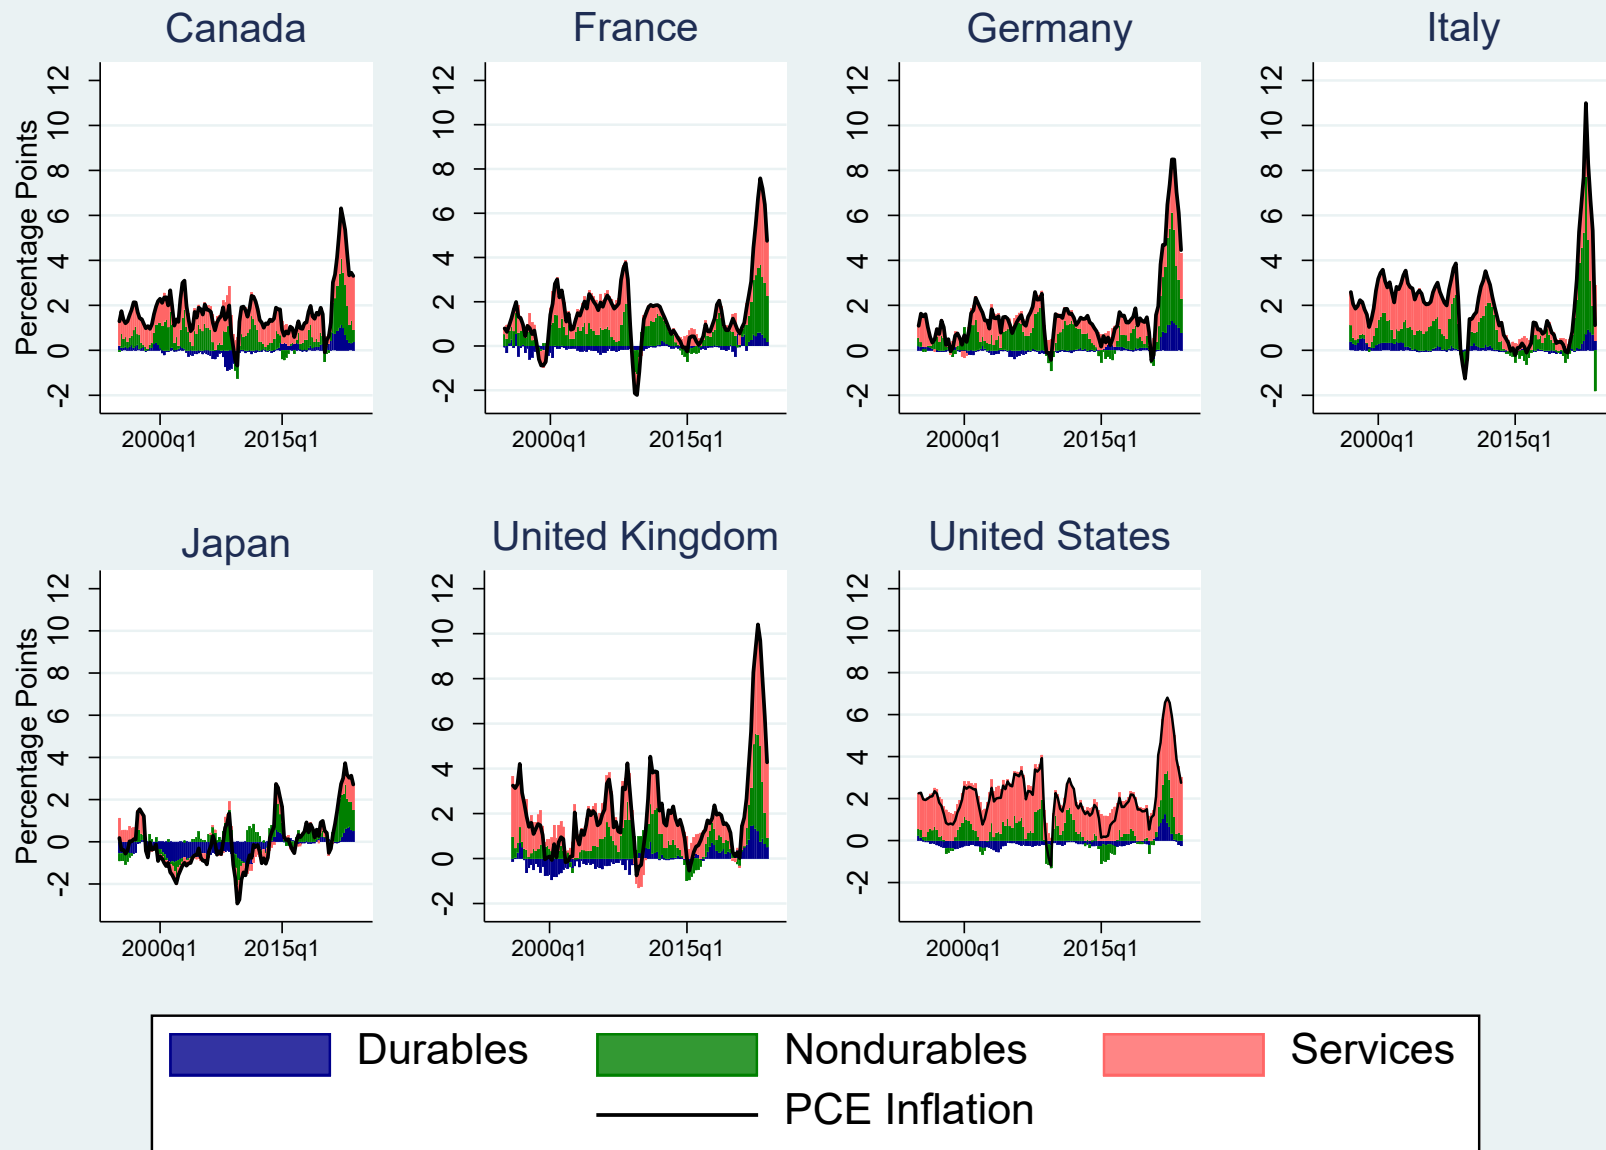 Canada
France
Germany
Italy
Percentage Points
-2 0 2 4 6 8 10 12
-2 0 2 4 6 8 10 12
-2 0 2 4 6 8 10 12
-2 0 2 4 6 8 10 12
2000q1 2015q1
2000q1 2015q1
2000q1 2015q1
2000q1 2015q1
Japan
United Kingdom
United States
Percentage Points
-2 0 2 4 6 8 10 12
-2 0 2 4 6 8 10 12
-2 0 2 4 6 8 10 12
2000q1 2015q1
2000q1 2015q1
2000q1 2015q1
Durables Nondurables Services
PCE Inflation